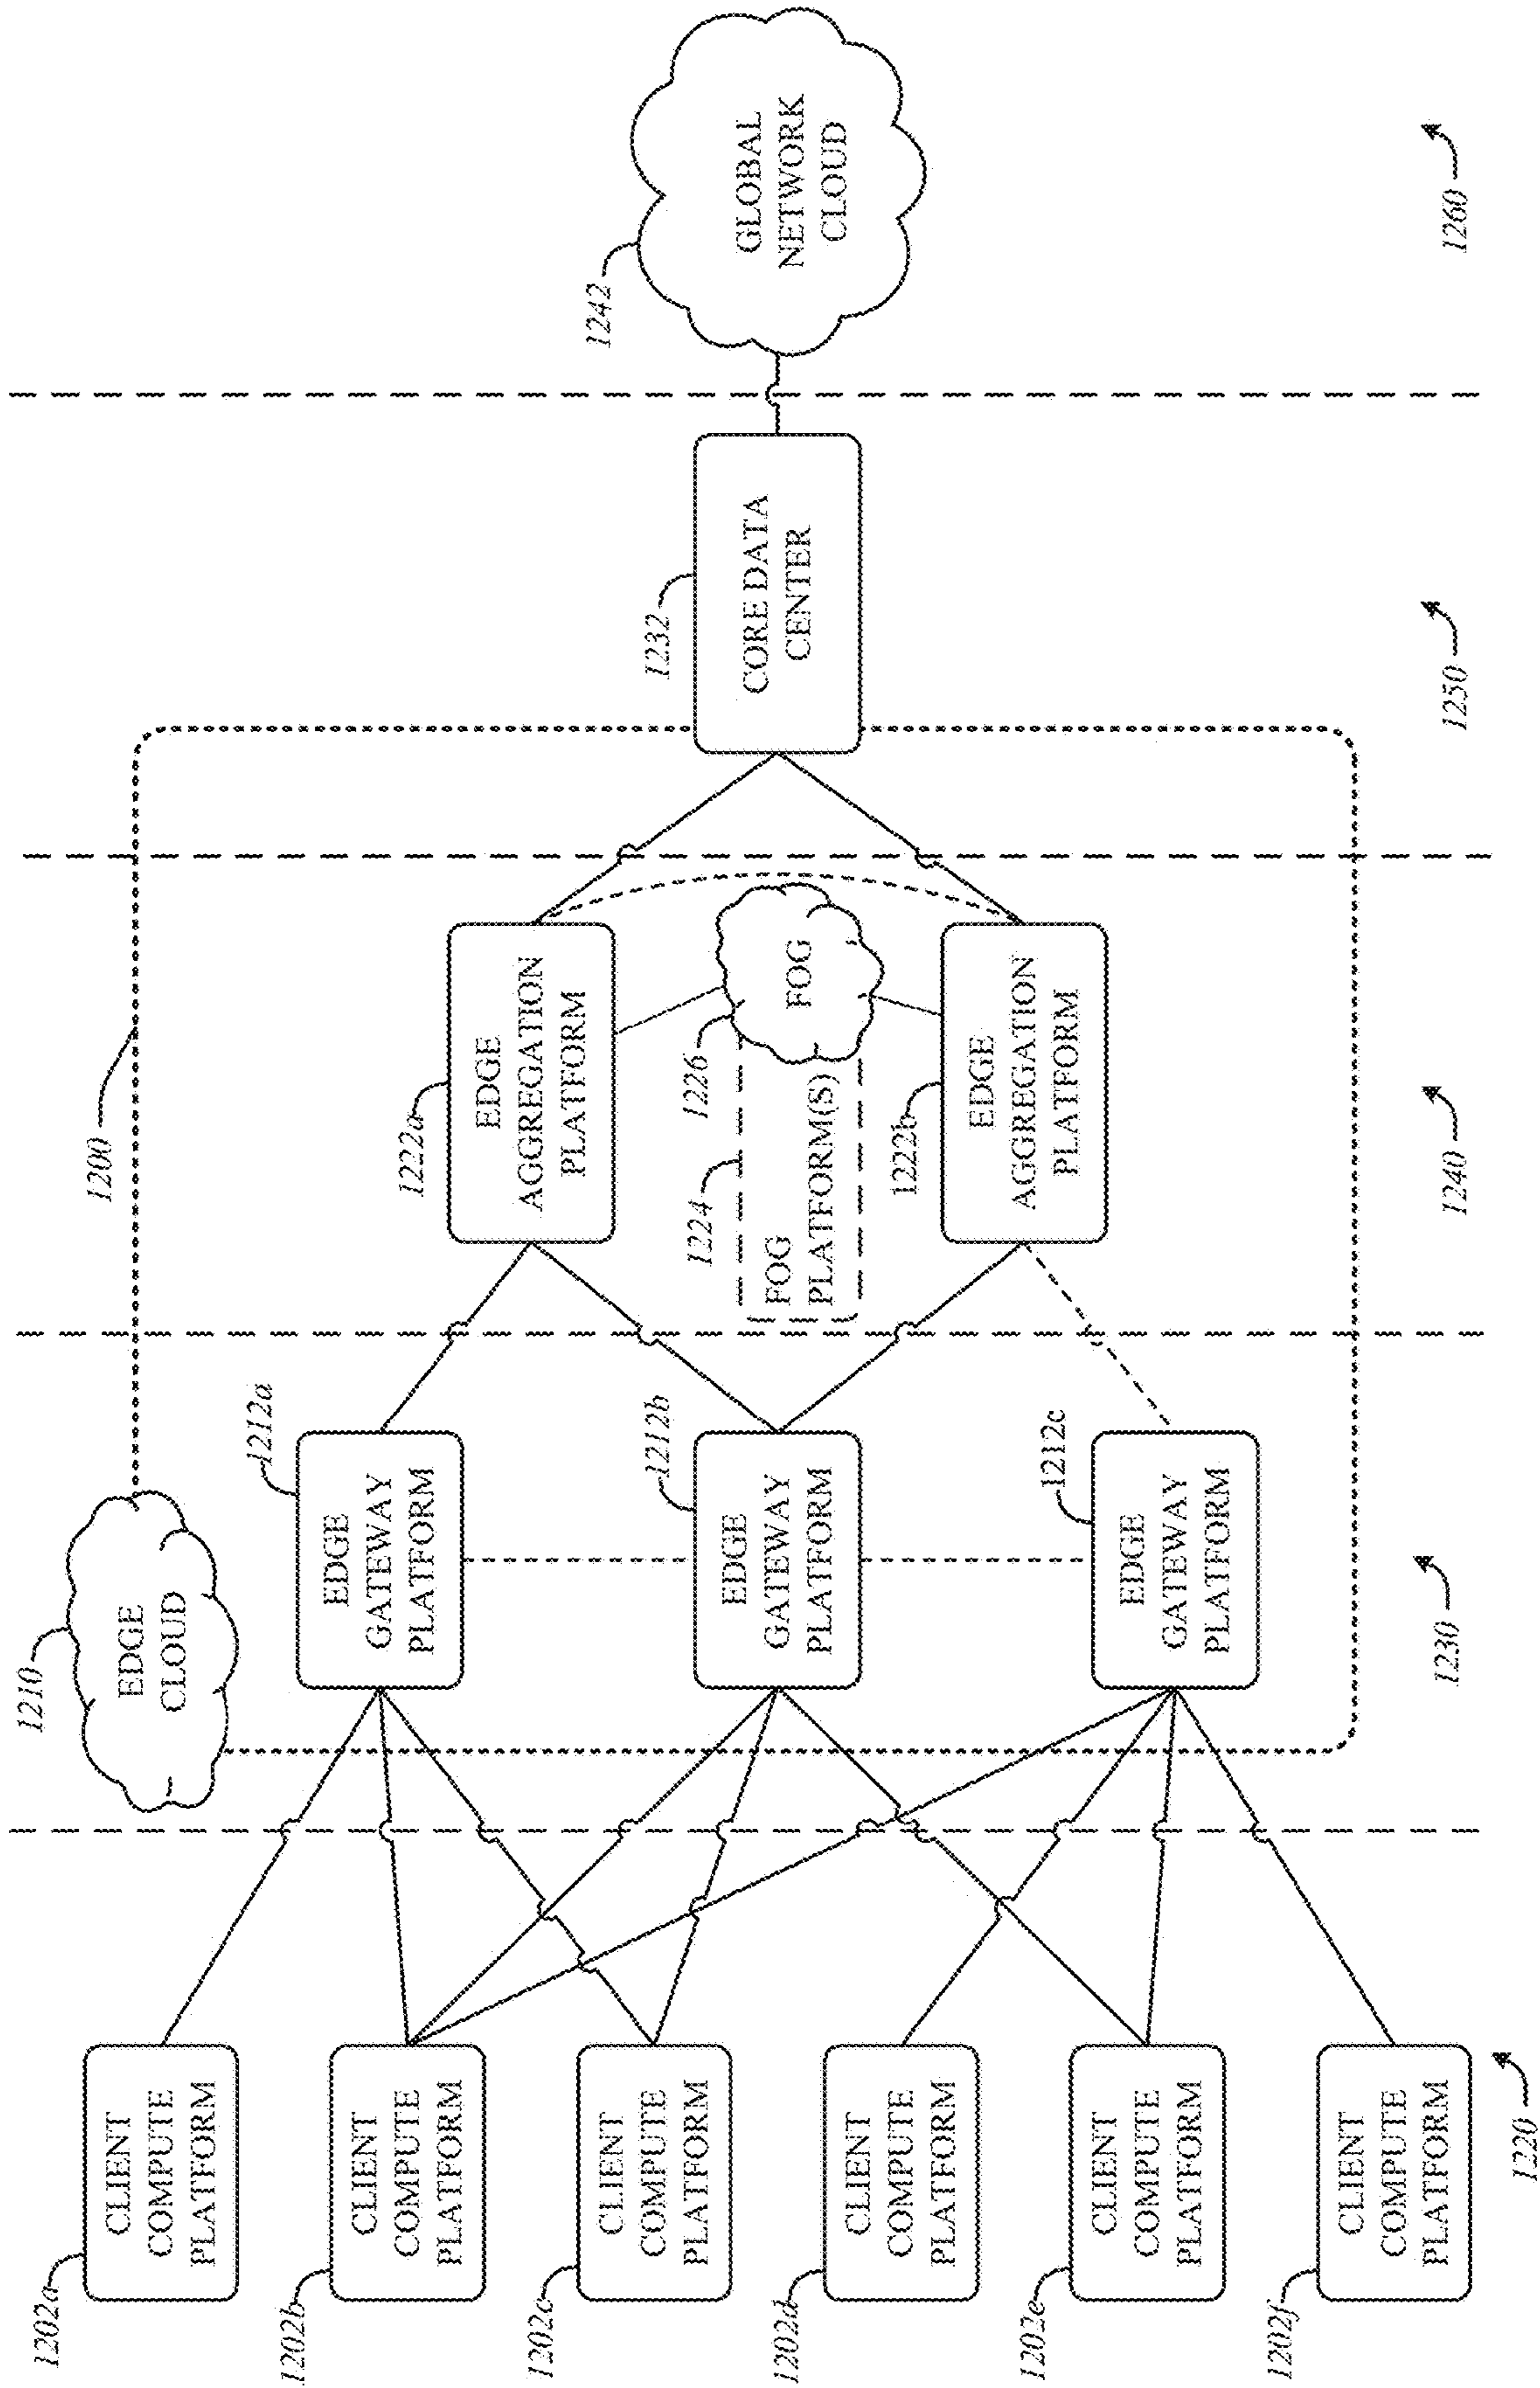 1202a
CLIENT
COMPUTE
PLATFORM
1202b
CLIENT
COMPUTE
PLATFORM
1202c
CLIENT
COMPUTE
PLATFORM
1202d
CLIENT
COMPUTE
PLATFORM
1202e
CLIENT
COMPUTE
PLATFORM
1202f
CLIENT
COMPUTE
PLATFORM
1220
1210
EDGE
CLOUD
1200
1212a
EDGE
GATEWAY
PLATFORM
1212b
EDGE
GATEWAY
PLATFORM
1212c
EDGE
GATEWAY
PLATFORM
1230
1222a
EDGE
AGGREGATION
PLATFORM
1224
FOG
PLATFORM(S)
1226
FOG
1222b
EDGE
AGGREGATION
PLATFORM
1240
1232
CORE DATA
CENTER
1250
1242
GLOBAL
NETWORK
CLOUD
1260